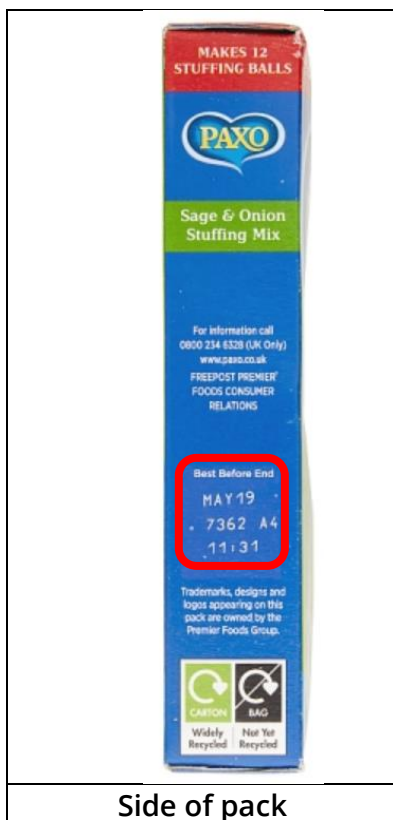 MAKES 12
STUFFING BALLS
PAXO
Sage & Onion
Stuffing Mix
For information call
0800 234 6328 (UK Only)
www.paxo.co.uk
FREEPOST PREMIER
FOODS CONSUMER
RELATIONS
Best Before End
MAY19
7362 A4
11:31
Trademarks, designs and
logos appearing on this
pack are owned by the
Premier Foods Group.
CARTON BAG
Widely Not Yet
Recycled Recycled
Side of pack